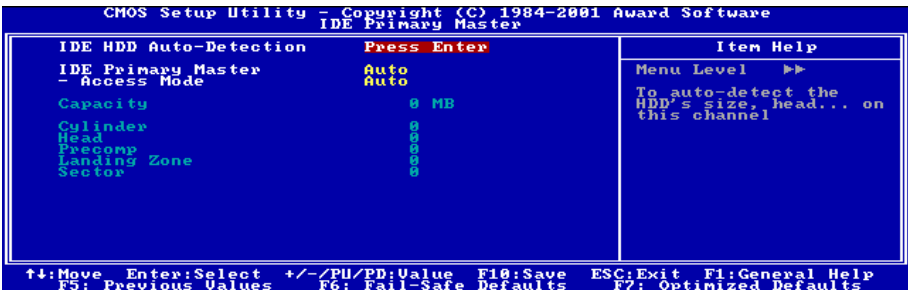 CMOS Setup Utility - Copyright (C) 1984-2001 Award Software
IDE Primary Master
IDE HDD Auto-Detection Press Enter
IDE Primary Master Auto
- Access Mode Auto
Capacity 0 MB
Cylinder 0
Head 0
Precomp 0
Landing Zone 0
Sector 0
Item Help
Menu Level ►►
To auto-detect the
HDD's size, head... on
this channel
↑↓:Move Enter:Select +/-/PU/PD:Value F10:Save ESC:Exit F1:General Help
F5: Previous Values F6: Fail-Safe Defaults F7: Optimized Defaults